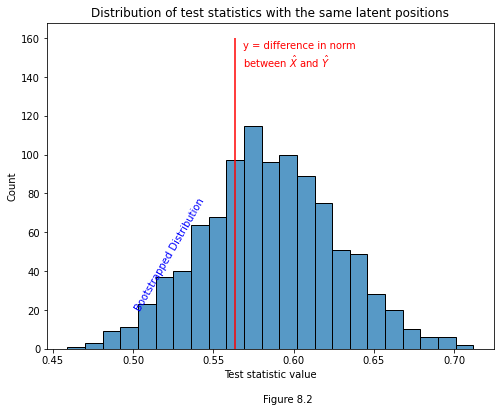 Distribution of test statistics with the same latent positions
160
140
120
100
80
60
40
20
0
Count
y = difference in norm
between X̂ and Ŷ
Bootstrapped Distribution
0.45 0.50 0.55 0.60 0.65 0.70
Test statistic value
Figure 8.2